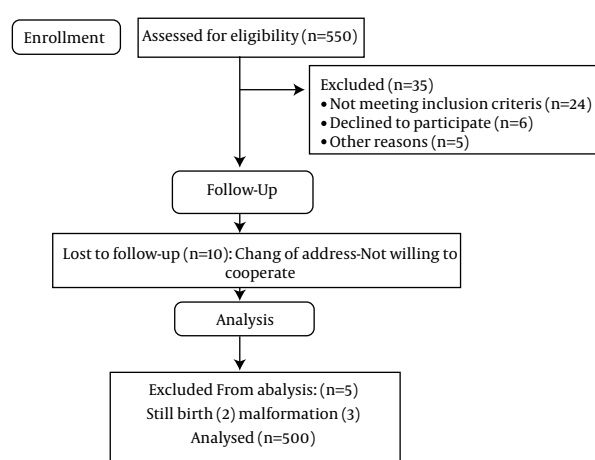 Enrollment
Assessed for eligibility (n=550)
Excluded (n=35)
• Not meeting inclusion criteris (n=24)
• Declined to participate (n=6)
• Other reasons (n=5)
Follow-Up
Lost to follow-up (n=10): Chang of address-Not willing to
cooperate
Analysis
Excluded From abalysis: (n=5)
Still birth (2) malformation (3)
Analysed (n=500)